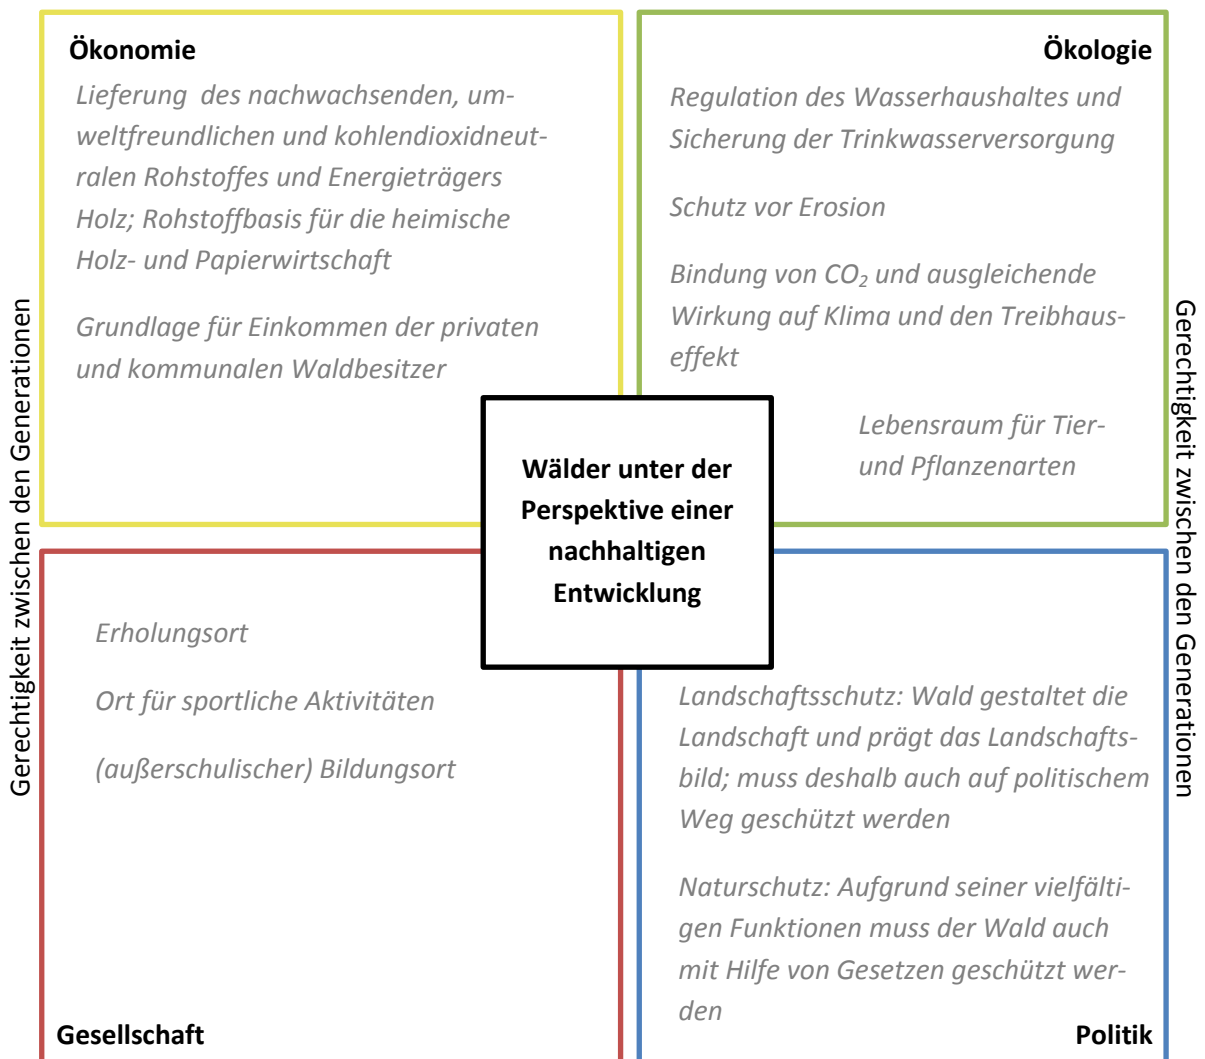 Ökonomie
Lieferung des nachwachsenden, um-
weltfreundlichen und kohlendioxidneut-
ralen Rohstoffes und Energieträgers
Holz; Rohstoffbasis für die heimische
Holz- und Papierwirtschaft
Grundlage für Einkommen der privaten
und kommunalen Waldbesitzer
Ökologie
Regulation des Wasserhaushaltes und
Sicherung der Trinkwasserversorgung
Schutz vor Erosion
Bindung von CO₂ und ausgleichende
Wirkung auf Klima und den Treibhaus-
effekt
Lebensraum für Tier-
und Pflanzenarten
Wälder unter der
Perspektive einer
nachhaltigen
Entwicklung
Gerechtigkeit zwischen den Generationen
Gerechtigkeit zwischen den Generationen
Erholungsort
Ort für sportliche Aktivitäten
(außerschulischer) Bildungsort
Gesellschaft
Landschaftsschutz: Wald gestaltet die
Landschaft und prägt das Landschafts-
bild; muss deshalb auch auf politischem
Weg geschützt werden
Naturschutz: Aufgrund seiner vielfälti-
gen Funktionen muss der Wald auch
mit Hilfe von Gesetzen geschützt wer-
den
Politik